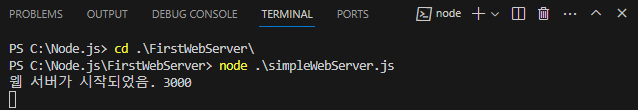 PROBLEMS OUTPUT DEBUG CONSOLE TERMINAL PORTS node
PS C:\Node.js> cd .\FirstWebServer\
PS C:\Node.js\FirstWebServer> node .\simpleWebServer.js
웹 서버가 시작되었음. 3000